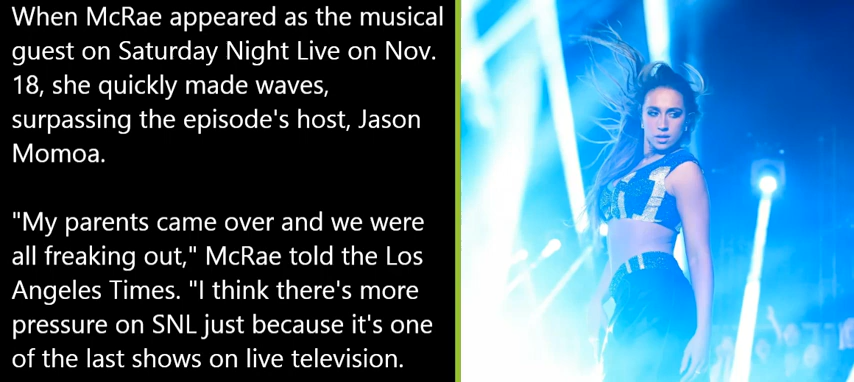 When McRae appeared as the musical
guest on Saturday Night Live on Nov.
18, she quickly made waves,
surpassing the episode's host, Jason
Momoa.
"My parents came over and we were
all freaking out," McRae told the Los
Angeles Times. "I think there's more
pressure on SNL just because it's one
of the last shows on live television.